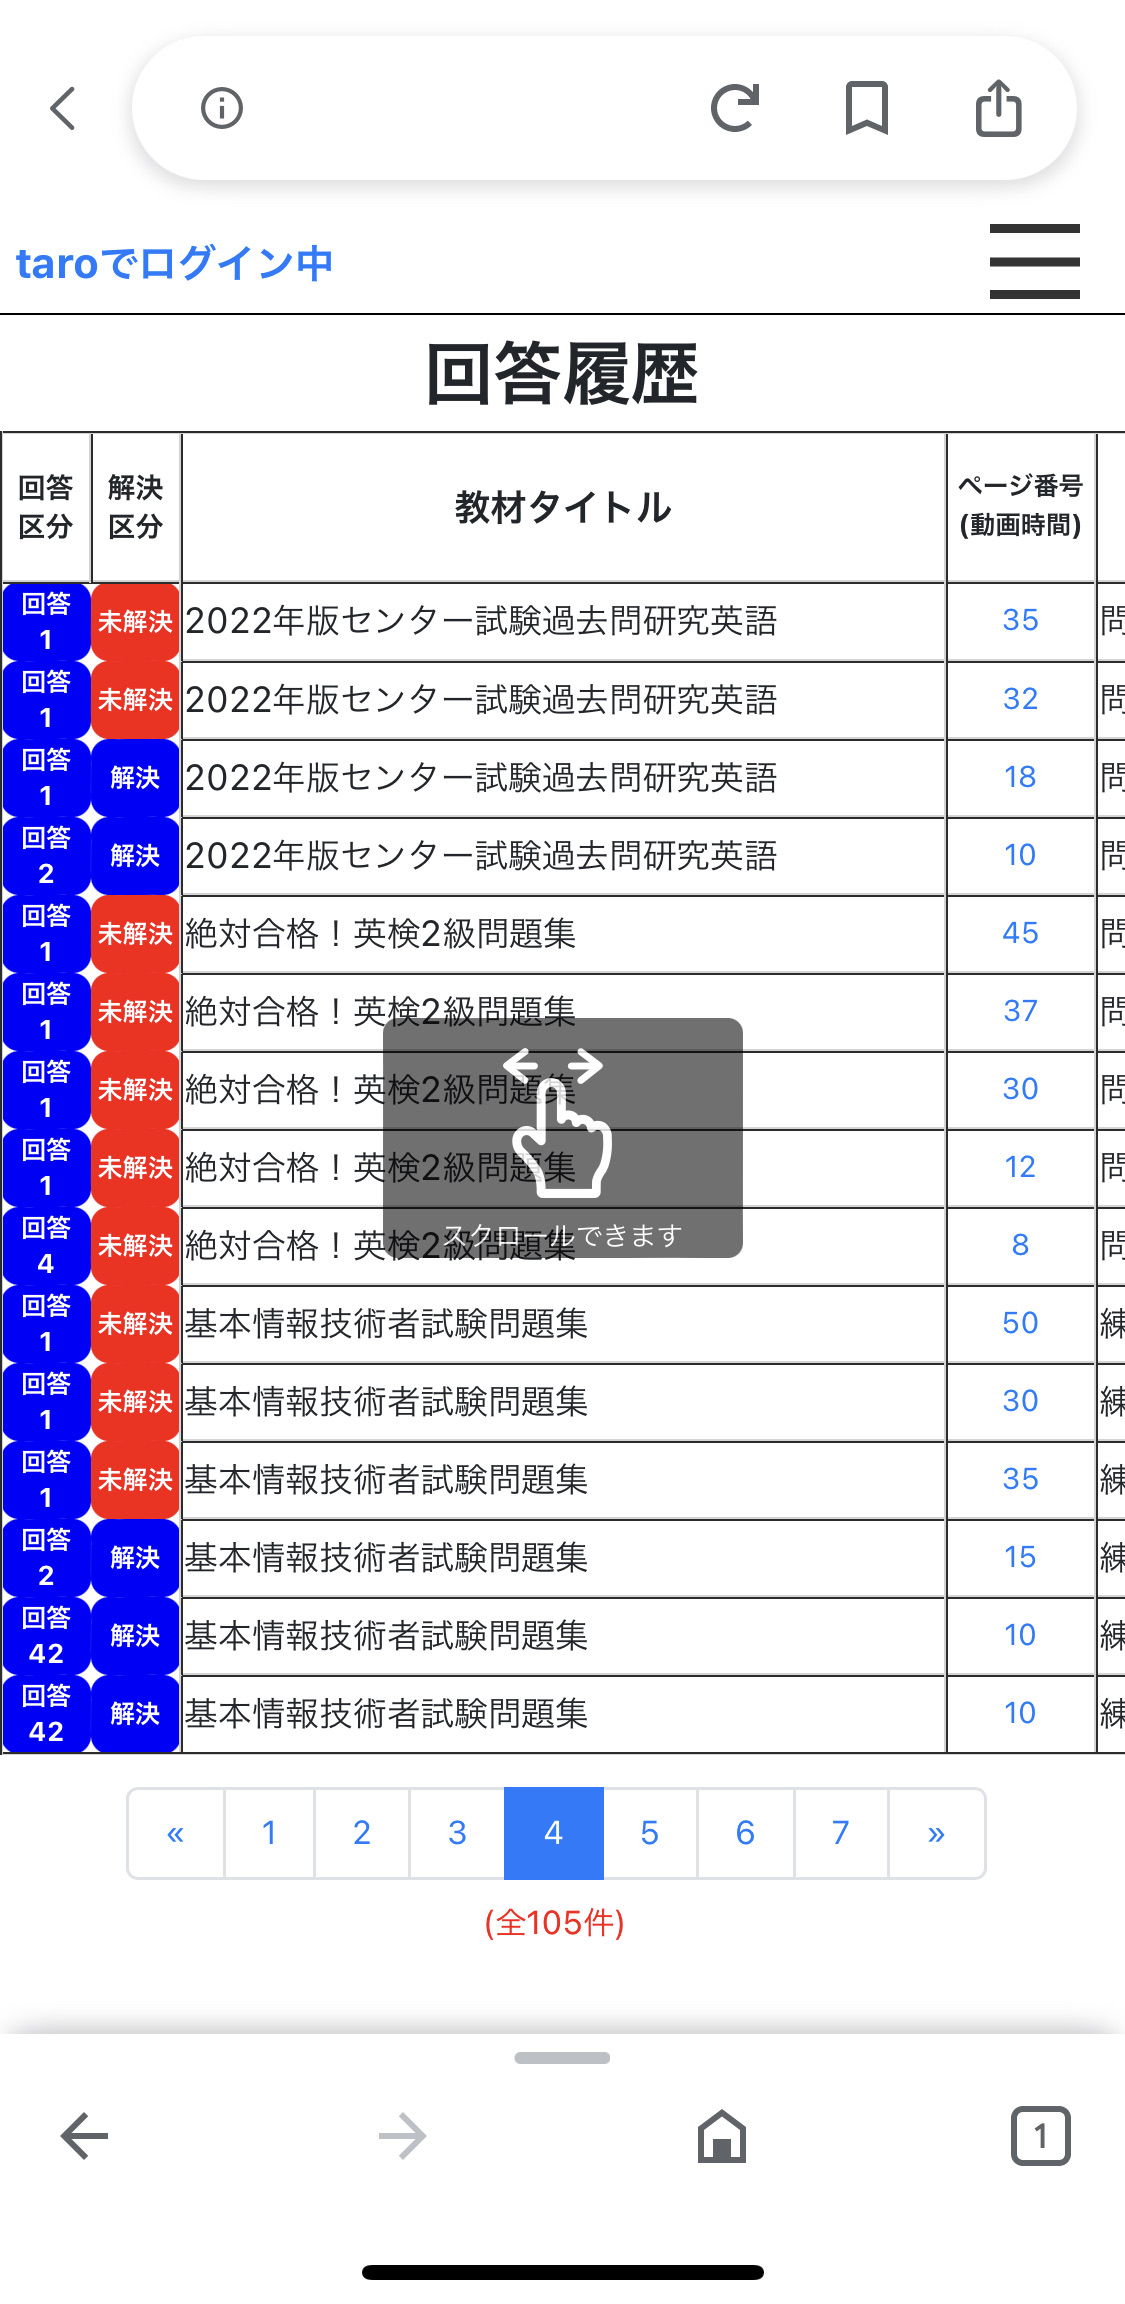 taroでログイン中
回答履歴
回答
区分
解決
区分
教材タイトル
ページ番号
(動画時間)
回答
1
未解決
2022年版センター試験過去問研究英語
35
問
回答
1
未解決
2022年版センター試験過去問研究英語
32
問
回答
1
解決
2022年版センター試験過去問研究英語
18
問
回答
2
解決
2022年版センター試験過去問研究英語
10
問
回答
1
未解決
絶対合格！英検2級問題集
45
問
回答
1
未解決
絶対合格！英検2級問題集
37
問
回答
1
未解決
絶対合格！英検2級問題集
30
問
回答
1
未解決
絶対合格！英検2級問題集
12
問
回答
4
未解決
絶対合格！英検2級問題集
8
問
スクロールできます
回答
1
未解決
基本情報技術者試験問題集
50
練
回答
1
未解決
基本情報技術者試験問題集
30
練
回答
1
未解決
基本情報技術者試験問題集
35
練
回答
2
解決
基本情報技術者試験問題集
15
練
回答
42
解決
基本情報技術者試験問題集
10
練
回答
42
解決
基本情報技術者試験問題集
10
練
« 1 2 3 4 5 6 7 »
(全105件)
1